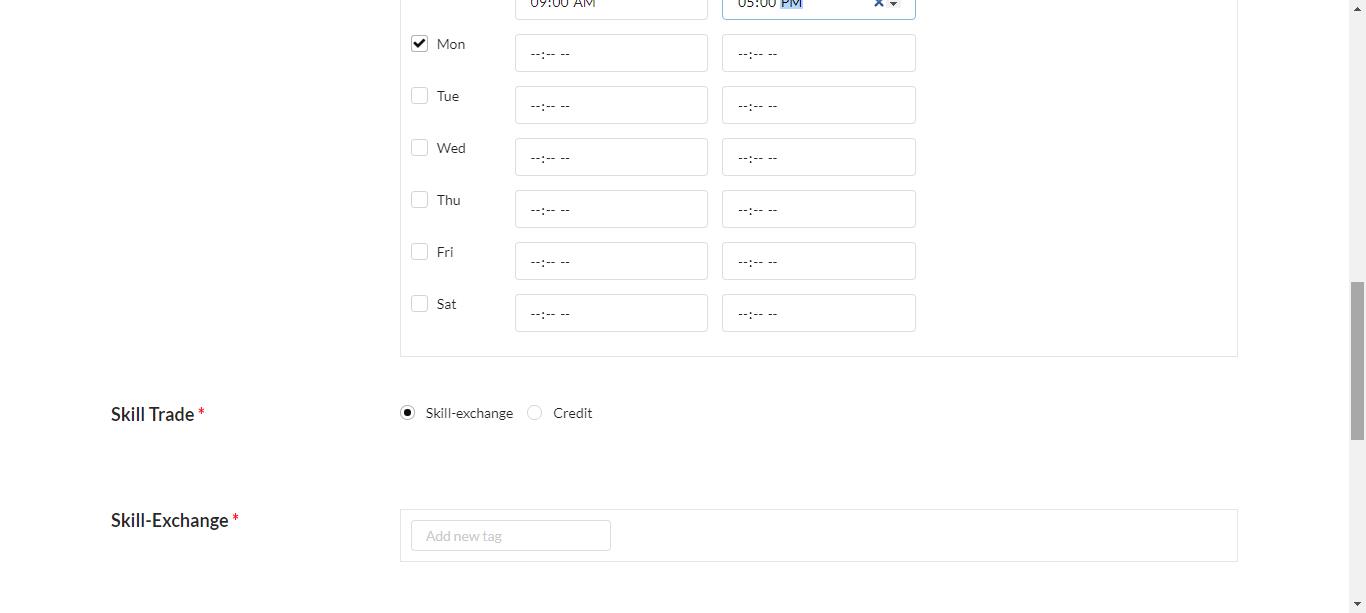 09:00 AM 05:00 PM
Mon --:-- -- --:-- --
Tue --:-- -- --:-- --
Wed --:-- -- --:-- --
Thu --:-- -- --:-- --
Fri --:-- -- --:-- --
Sat --:-- -- --:-- --
Skill Trade * Skill-exchange Credit
Skill-Exchange * Add new tag